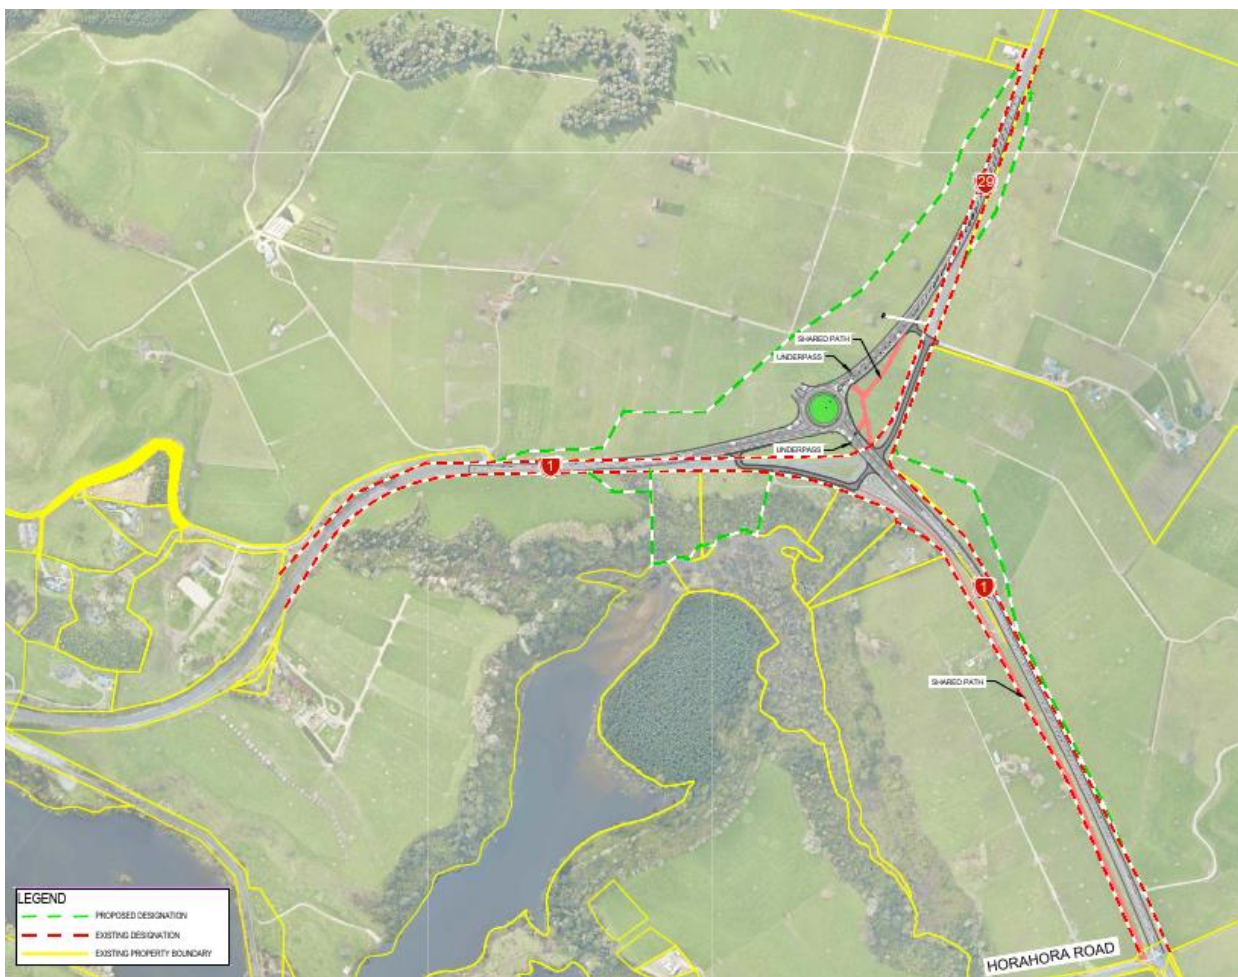 29
SHARED PATH
UNDERPASS
UNDERPASS
1
1
SHARED PATH
LEGEND
PROPOSED DESIGNATION
EXISTING DESIGNATION
EXISTING PROPERTY BOUNDARY
HORAHORA ROAD